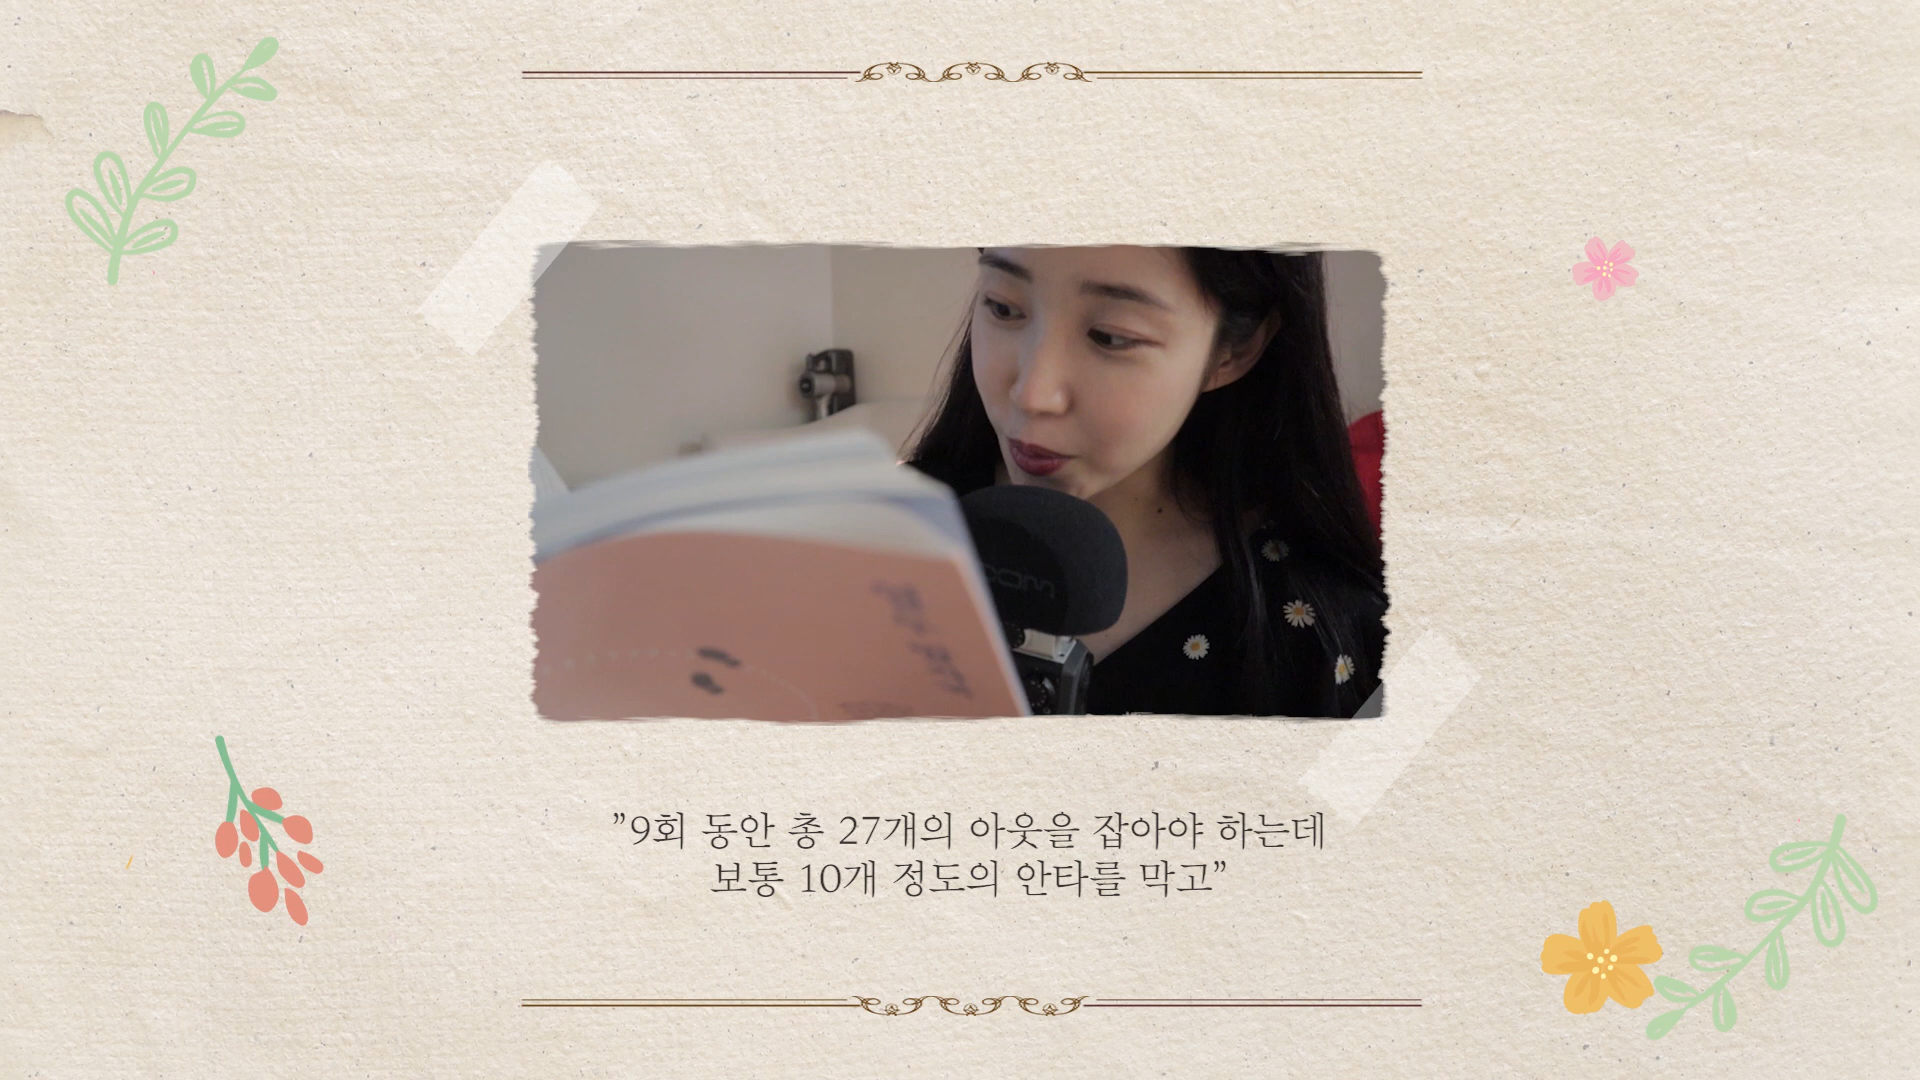 ”9회 동안 총 27개의 아웃을 잡아야 하는데
보통 10개 정도의 안타를 막고”